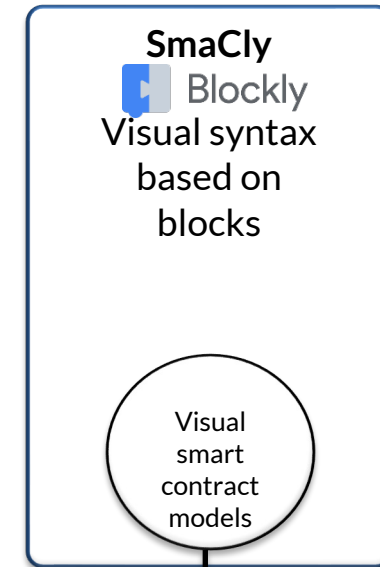 SmaCly
Blockly
Visual syntax
based on
blocks
Visual
smart
contract
models